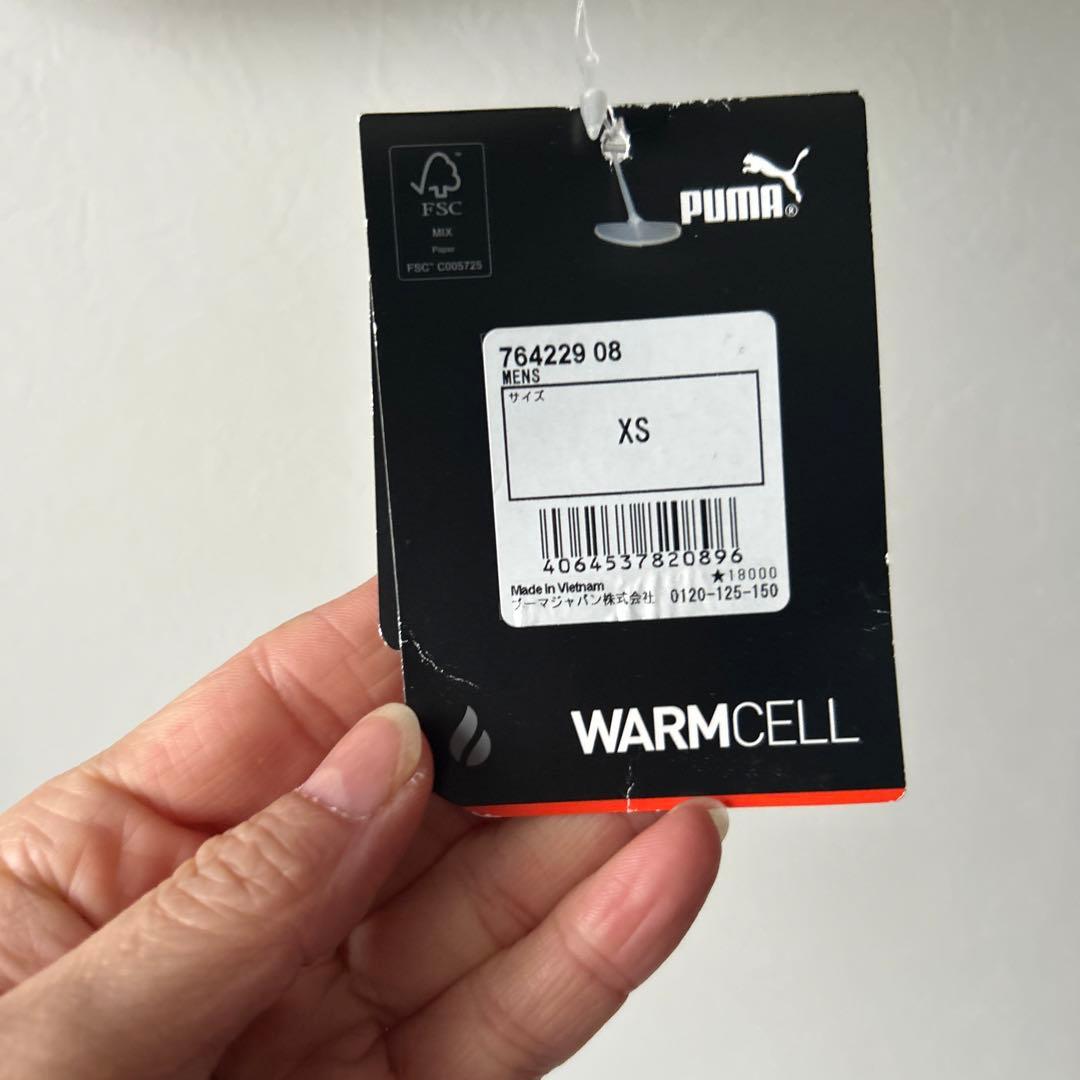 FSC
MIX
Paper
FSC™ C005725
PUMA®
764229 08
MENS
サイズ
XS
4064537820896
★18000
Made in Vietnam
プーマジャパン株式会社 0120-125-150
WARMCELL